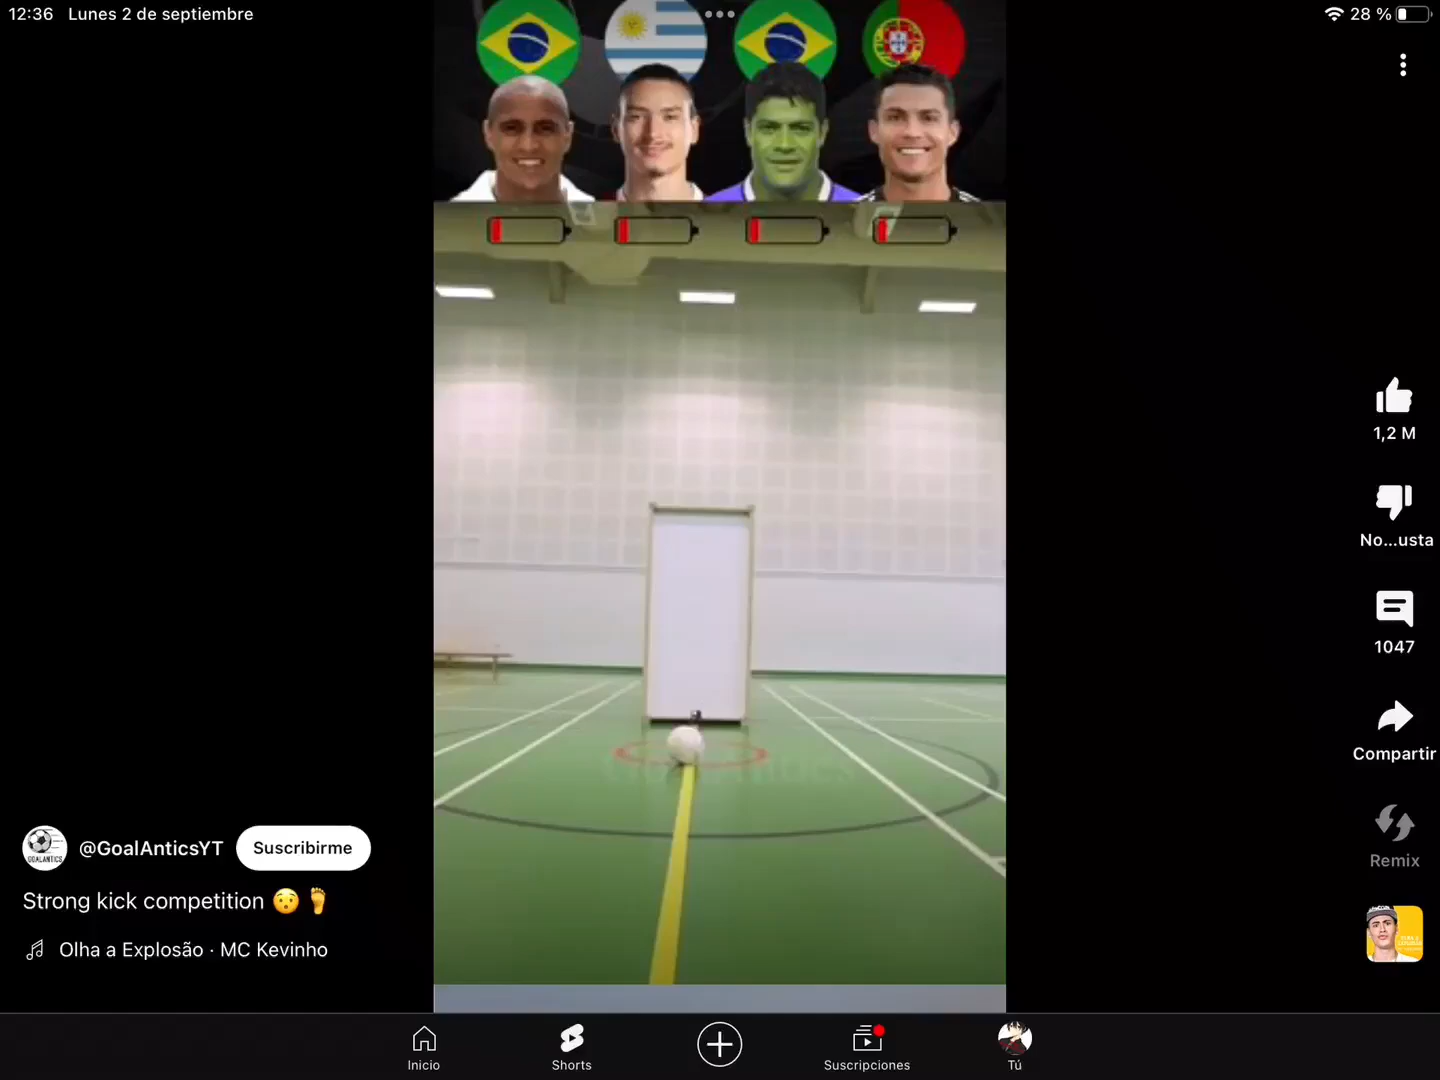 12:36 Lunes 2 de septiembre
28 %
1,2 M
No...usta
1047
Compartir
Remix
GOALANTICS
@GoalAnticsYT
Suscribirme
Strong kick competition 😯 🦶
Olha a Explosão · MC Kevinho
Inicio
Shorts
Suscripciones
Tú